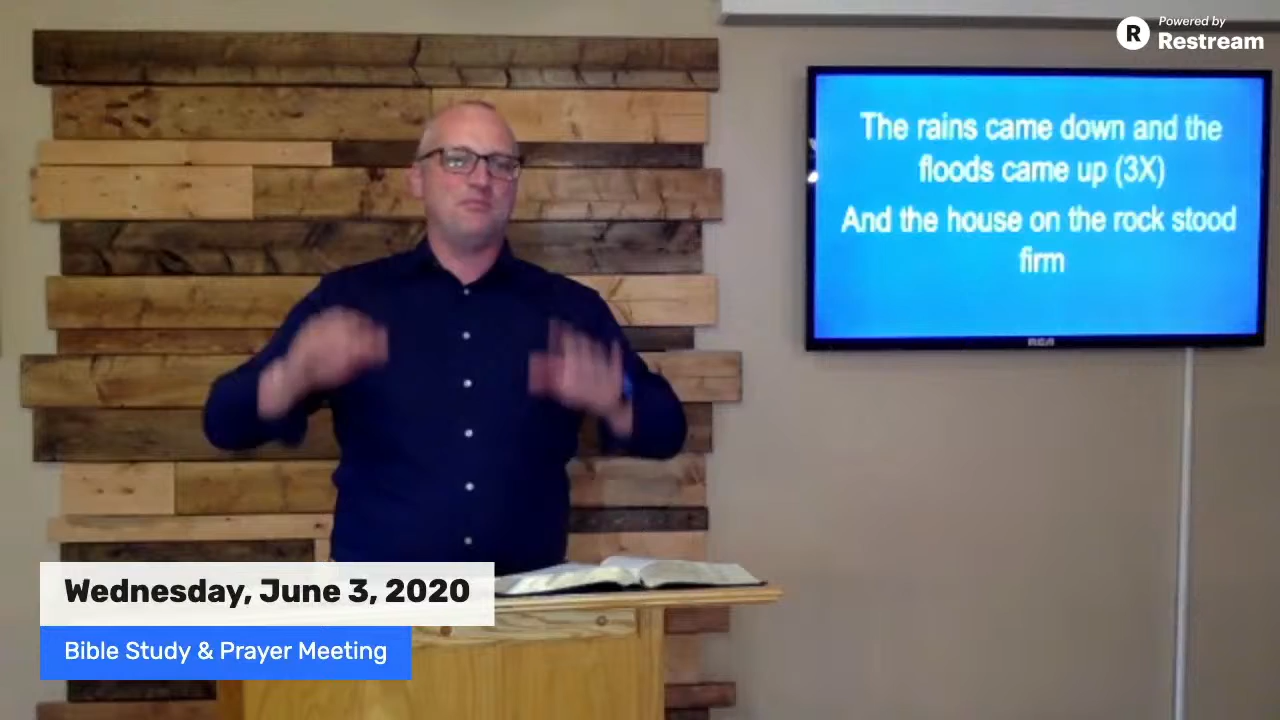 Powered by
R Restream
The rains came down and the
floods came up (3X)
And the house on the rock stood
firm
RCA
Wednesday, June 3, 2020
Bible Study & Prayer Meeting